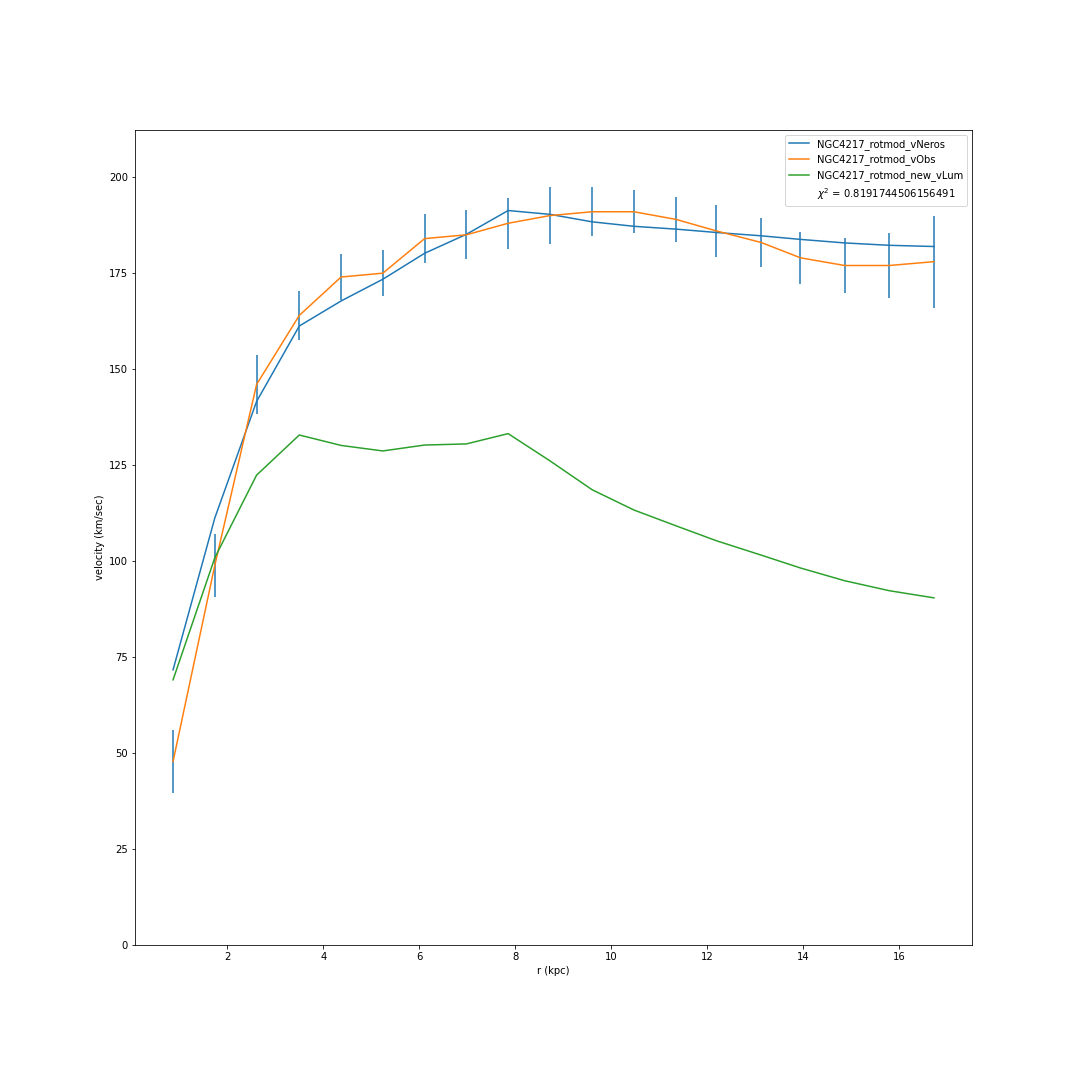 NGC4217_rotmod_vNeros
NGC4217_rotmod_vObs
NGC4217_rotmod_new_vLum
χ² = 0.8191744506156491
200
175
150
125
100
75
50
25
0
velocity (km/sec)
2 4 6 8 10 12 14 16
r (kpc)